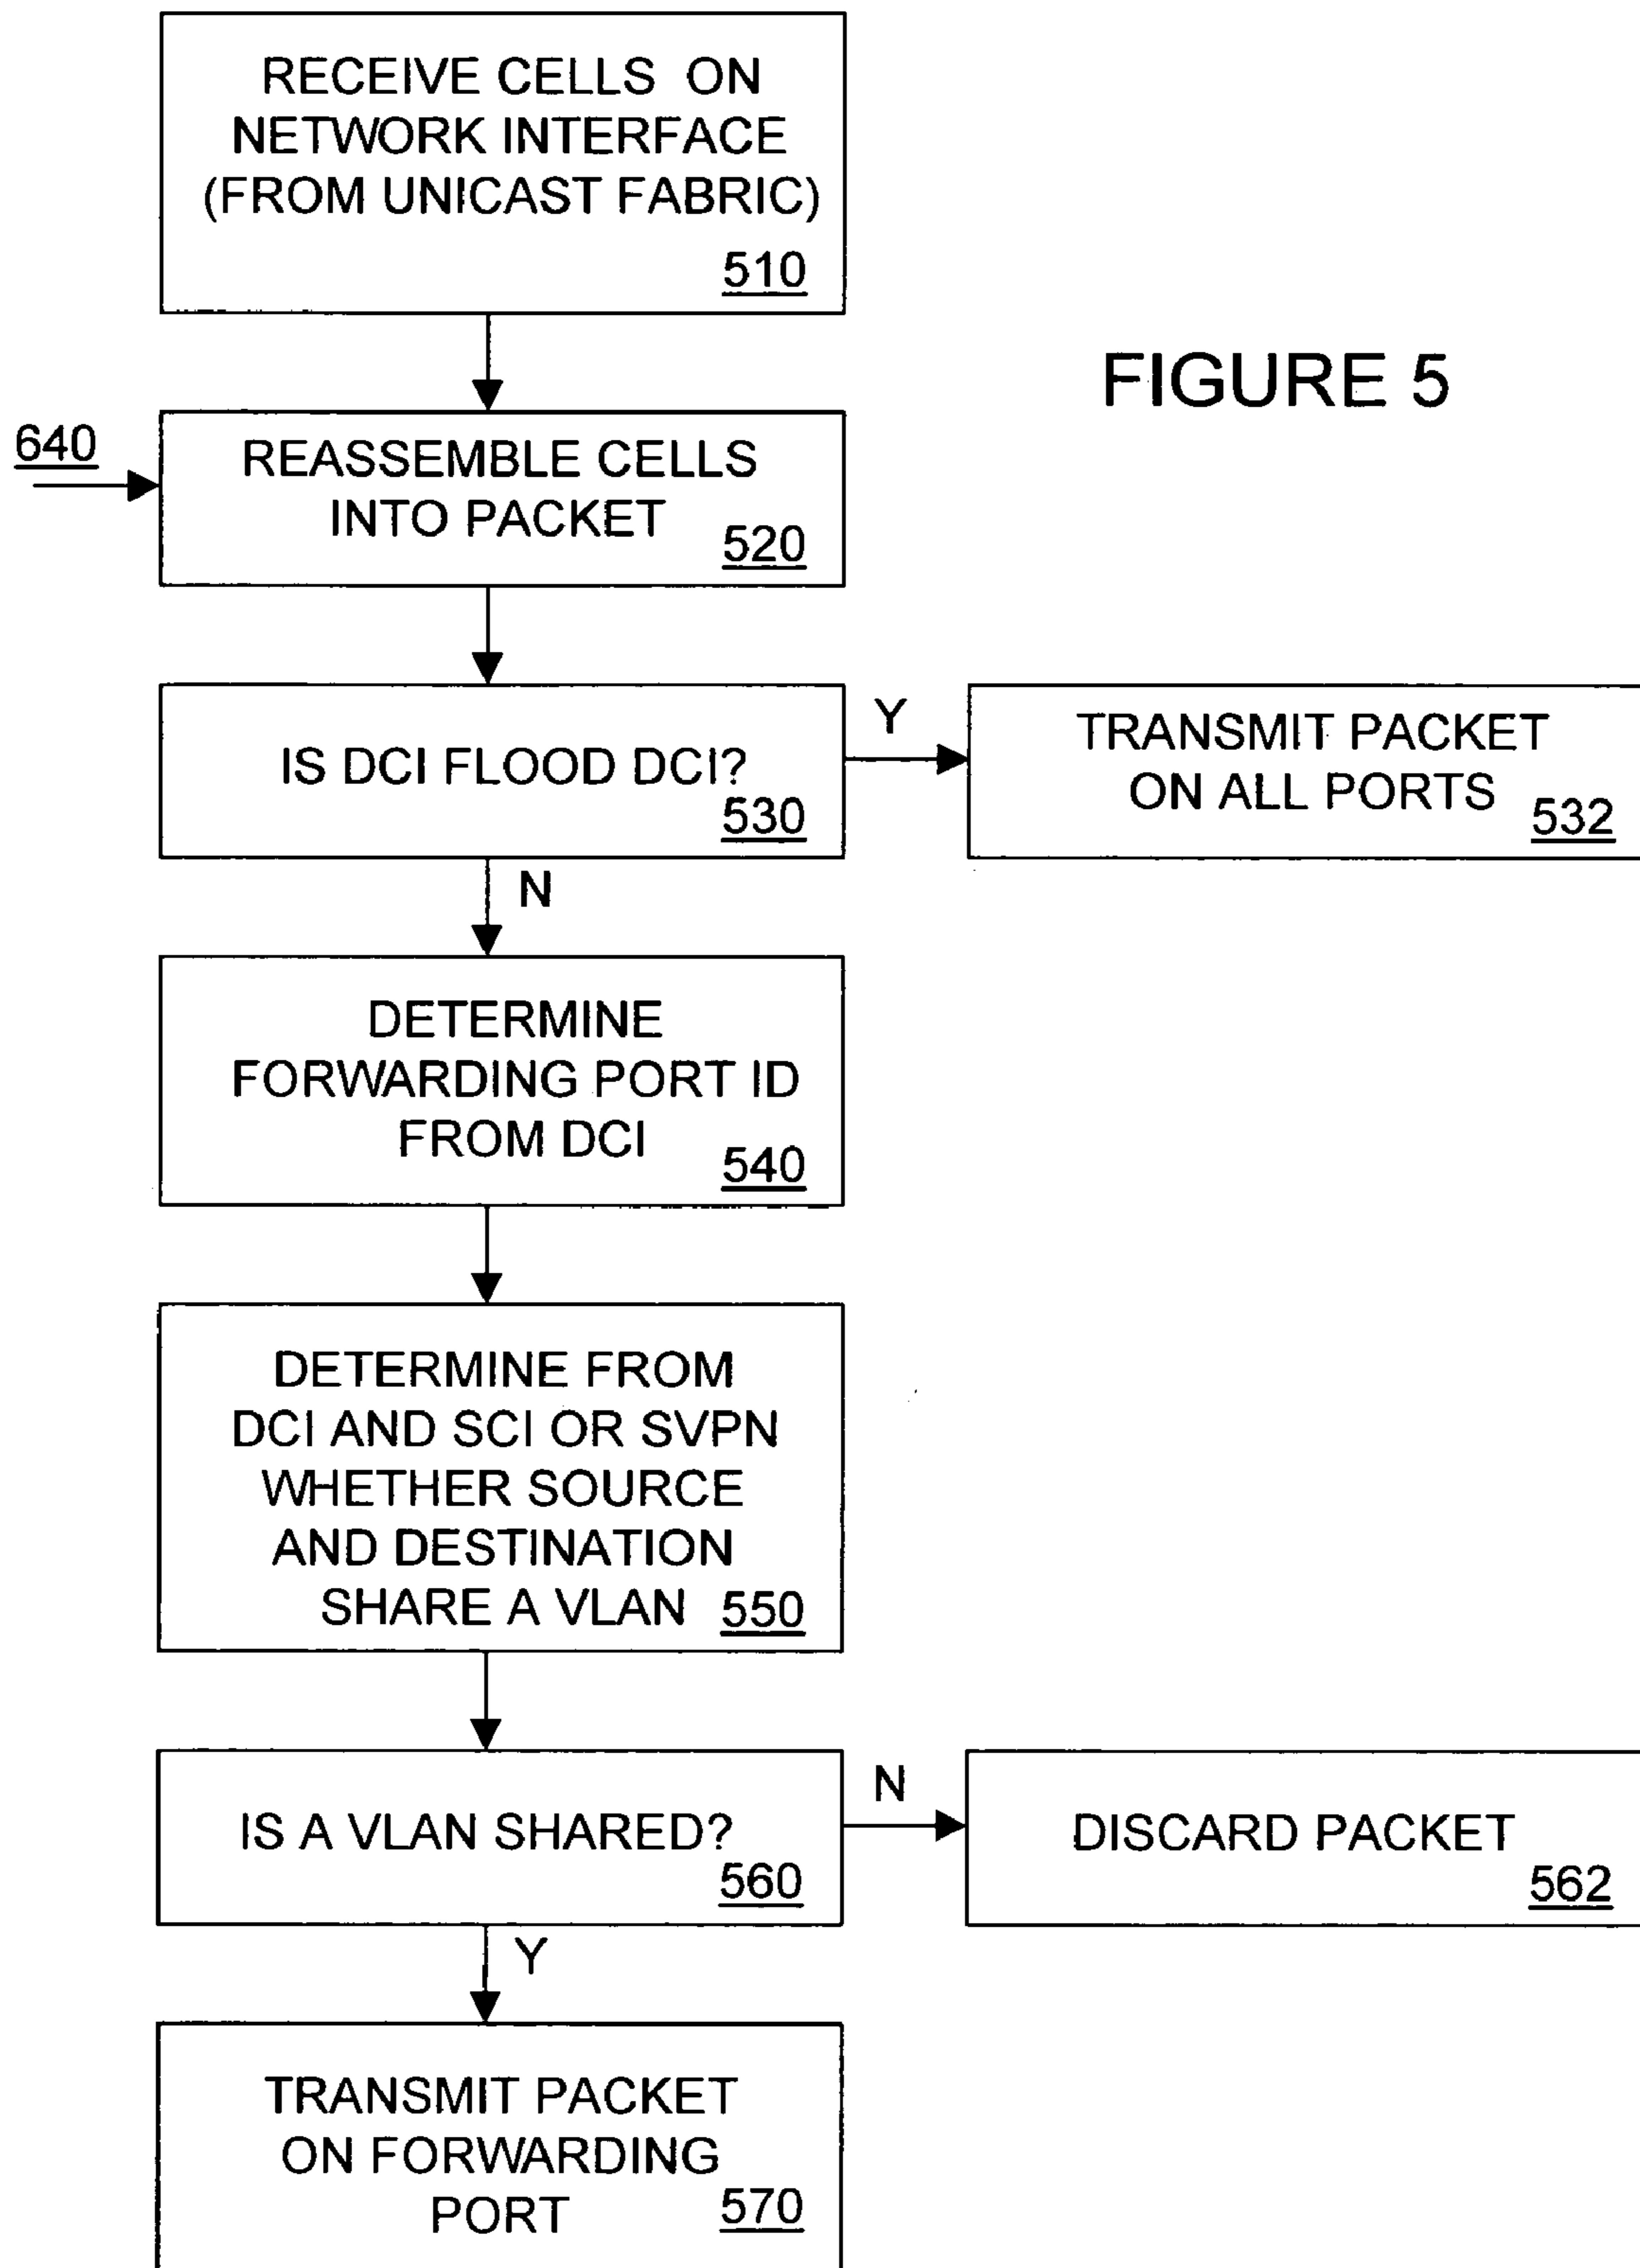 RECEIVE CELLS ON
NETWORK INTERFACE
(FROM UNICAST FABRIC)
510
FIGURE 5
640
REASSEMBLE CELLS
INTO PACKET
520
IS DCI FLOOD DCI?
530
Y
TRANSMIT PACKET
ON ALL PORTS
532
N
DETERMINE
FORWARDING PORT ID
FROM DCI
540
DETERMINE FROM
DCI AND SCI OR SVPN
WHETHER SOURCE
AND DESTINATION
SHARE A VLAN
550
IS A VLAN SHARED?
560
N
DISCARD PACKET
562
Y
TRANSMIT PACKET
ON FORWARDING
PORT
570